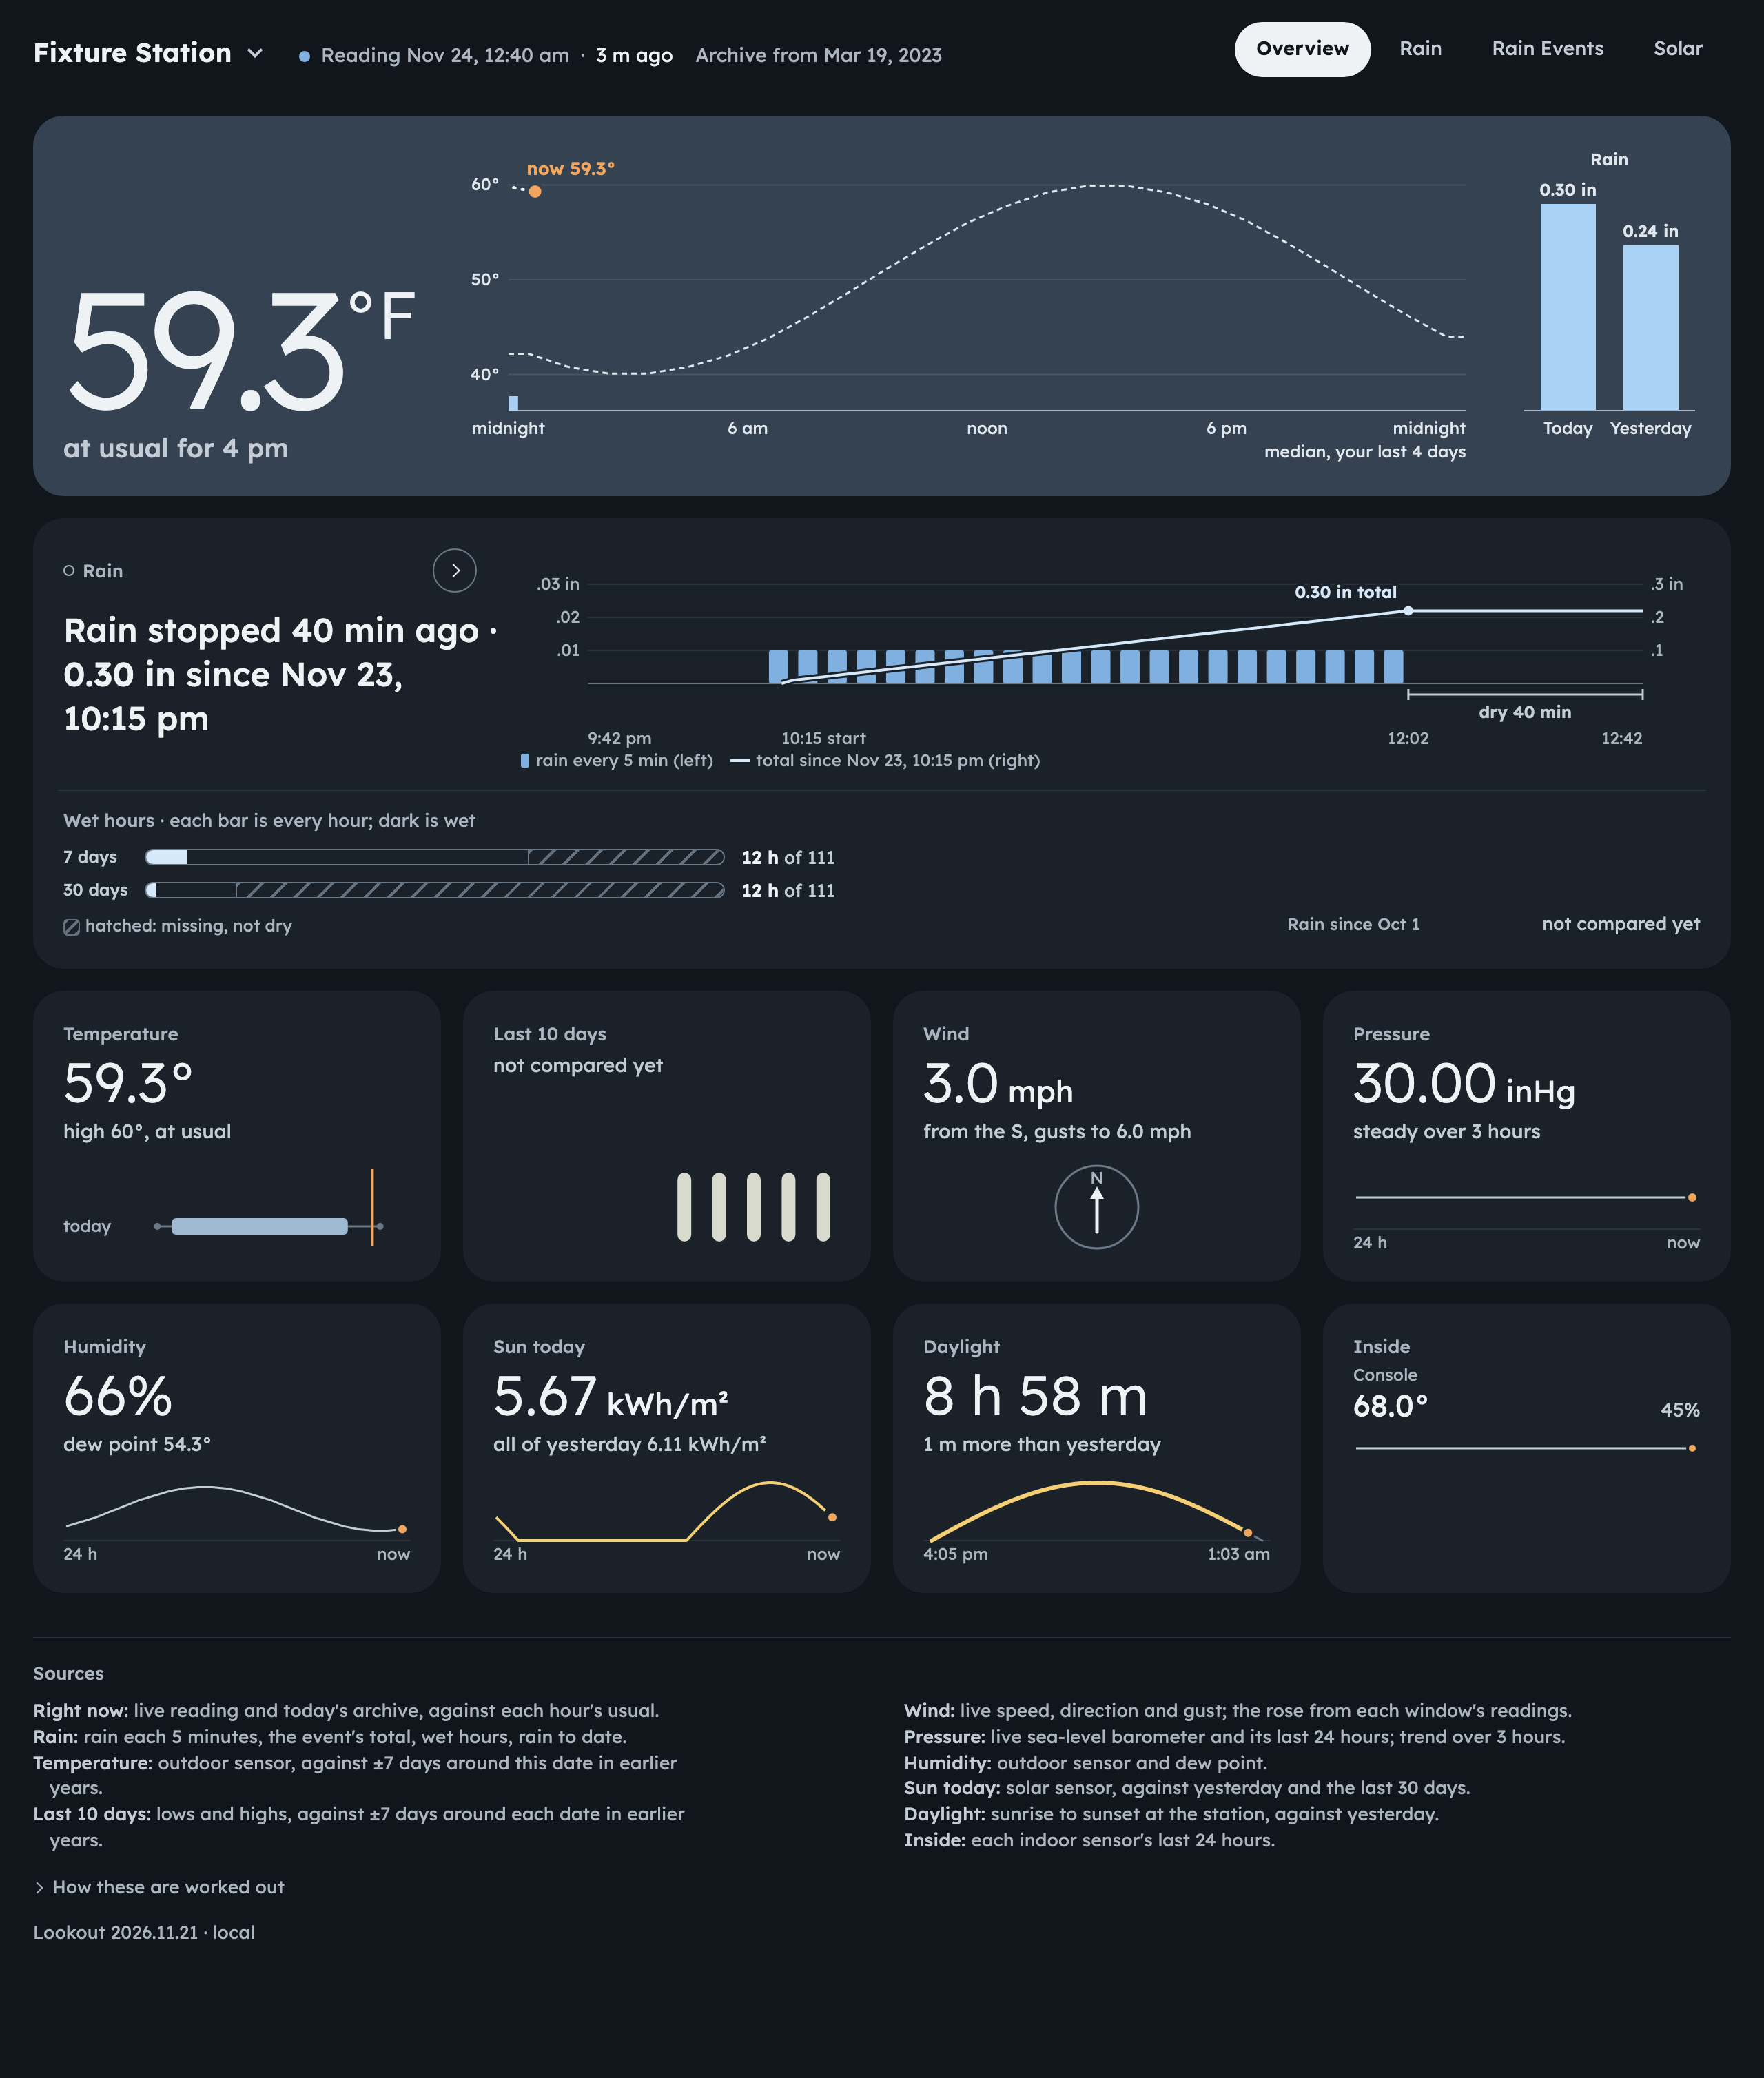 Fixture Station
Reading Nov 24, 12:40 am · 3 m ago Archive from Mar 19, 2023
Overview
Rain
Rain Events
Solar
59.3°F
at usual for 4 pm
now 59.3°
60°
50°
40°
midnight
6 am
noon
6 pm
midnight
median, your last 4 days
Rain
0.30 in
0.24 in
Today
Yesterday
Rain
Rain stopped 40 min ago ·
0.30 in since Nov 23,
10:15 pm
.03 in
.02
.01
0.30 in total
.3 in
.2
.1
dry 40 min
9:42 pm
10:15 start
12:02
12:42
rain every 5 min (left)
total since Nov 23, 10:15 pm (right)
Wet hours · each bar is every hour; dark is wet
7 days
12 h of 111
30 days
12 h of 111
hatched: missing, not dry
Rain since Oct 1
not compared yet
Temperature
59.3°
high 60°, at usual
today
Last 10 days
not compared yet
Wind
3.0 mph
from the S, gusts to 6.0 mph
N
Pressure
30.00 inHg
steady over 3 hours
24 h
now
Humidity
66%
dew point 54.3°
24 h
now
Sun today
5.67 kWh/m²
all of yesterday 6.11 kWh/m²
24 h
now
Daylight
8 h 58 m
1 m more than yesterday
4:05 pm
1:03 am
Inside
Console
68.0°
45%
Sources
Right now: live reading and today's archive, against each hour's usual.
Rain: rain each 5 minutes, the event's total, wet hours, rain to date.
Temperature: outdoor sensor, against ±7 days around this date in earlier
years.
Last 10 days: lows and highs, against ±7 days around each date in earlier
years.
Wind: live speed, direction and gust; the rose from each window's readings.
Pressure: live sea-level barometer and its last 24 hours; trend over 3 hours.
Humidity: outdoor sensor and dew point.
Sun today: solar sensor, against yesterday and the last 30 days.
Daylight: sunrise to sunset at the station, against yesterday.
Inside: each indoor sensor's last 24 hours.
How these are worked out
Lookout 2026.11.21 · local